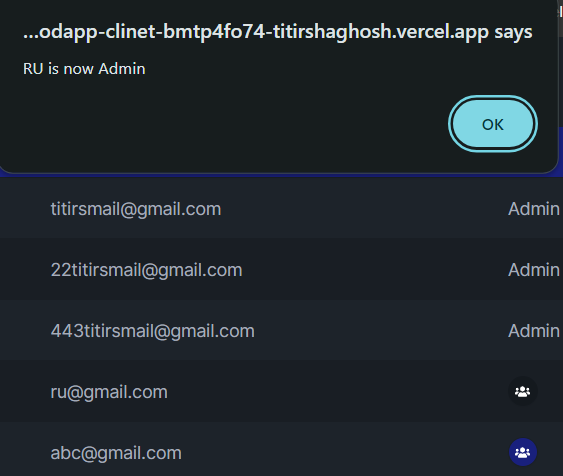 ...odapp-clinet-bmtp4fo74-titirshaghosh.vercel.app says
RU is now Admin
OK
titirsmail@gmail.com Admin
22titirsmail@gmail.com Admin
443titirsmail@gmail.com Admin
ru@gmail.com
abc@gmail.com